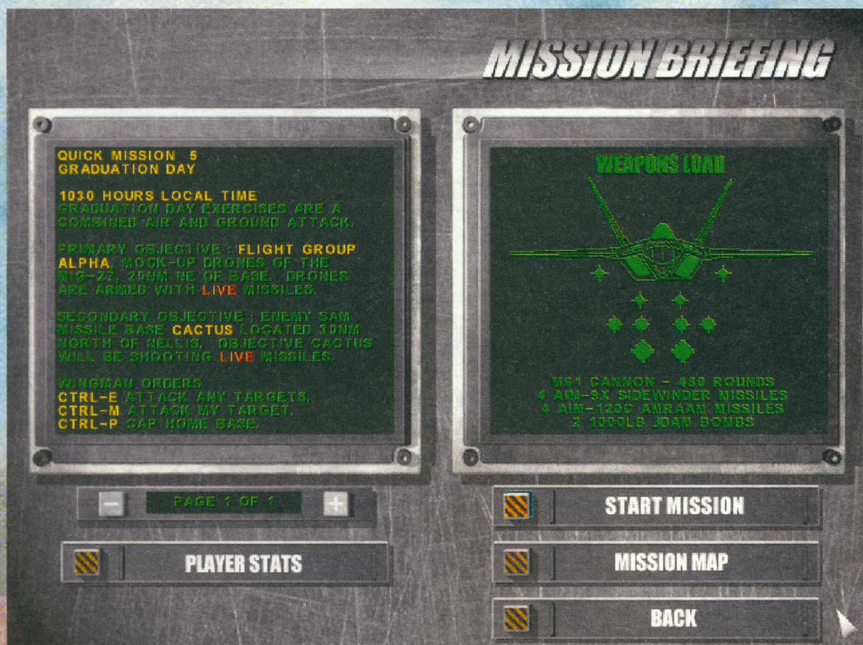 MISSION BRIEFING
QUICK MISSION 5
GRADUATION DAY
1030 HOURS LOCAL TIME
GRADUATION DAY EXERCISES ARE A
COMBINED AIR AND GROUND ATTACK.
PRIMARY OBJECTIVE : FLIGHT GROUP
ALPHA, MOCK-UP DRONES OF THE
MIG-27, 20NM NE OF BASE, DRONES
ARE ARMED WITH LIVE MISSILES.
SECONDARY OBJECTIVE : ENEMY SAM
MISSILE BASE CACTUS LOCATED 30NM
NORTH OF NELLIS, OBJECTIVE CACTUS
WILL BE SHOOTING LIVE MISSILES.
WINGMAN ORDERS
CTRL-E ATTACK ANY TARGETS.
CTRL-M ATTACK MY TARGET.
CTRL-P CAP HOME BASE.
PAGE 1 OF 1
PLAYER STATS
WEAPONS LOAD
M61 CANNON - 480 ROUNDS
4 AIM-9X SIDEWINDER MISSILES
4 AIM-120C AMRAAM MISSILES
2 1000LB JDAM BOMBS
START MISSION
MISSION MAP
BACK